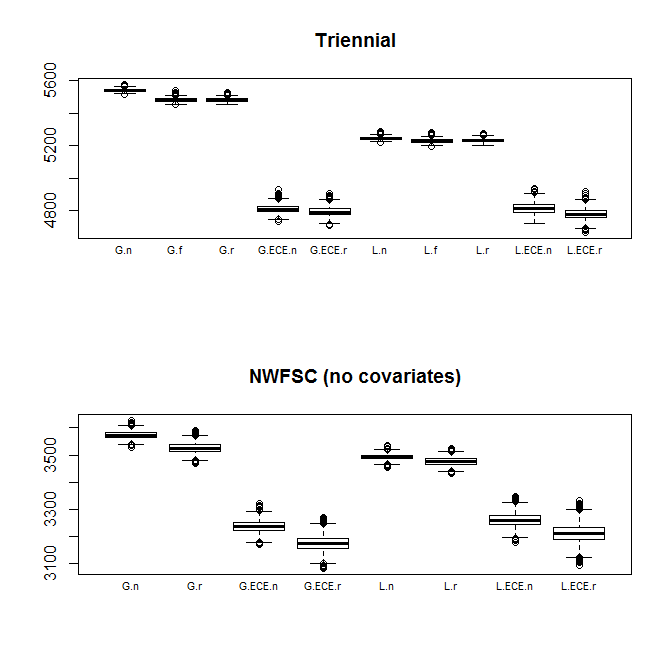 Triennial
5600
5200
4800
G.n G.f G.r G.ECE.n G.ECE.r L.n L.f L.r L.ECE.n L.ECE.r
NWFSC (no covariates)
3500
3300
3100
G.n G.r G.ECE.n G.ECE.r L.n L.r L.ECE.n L.ECE.r